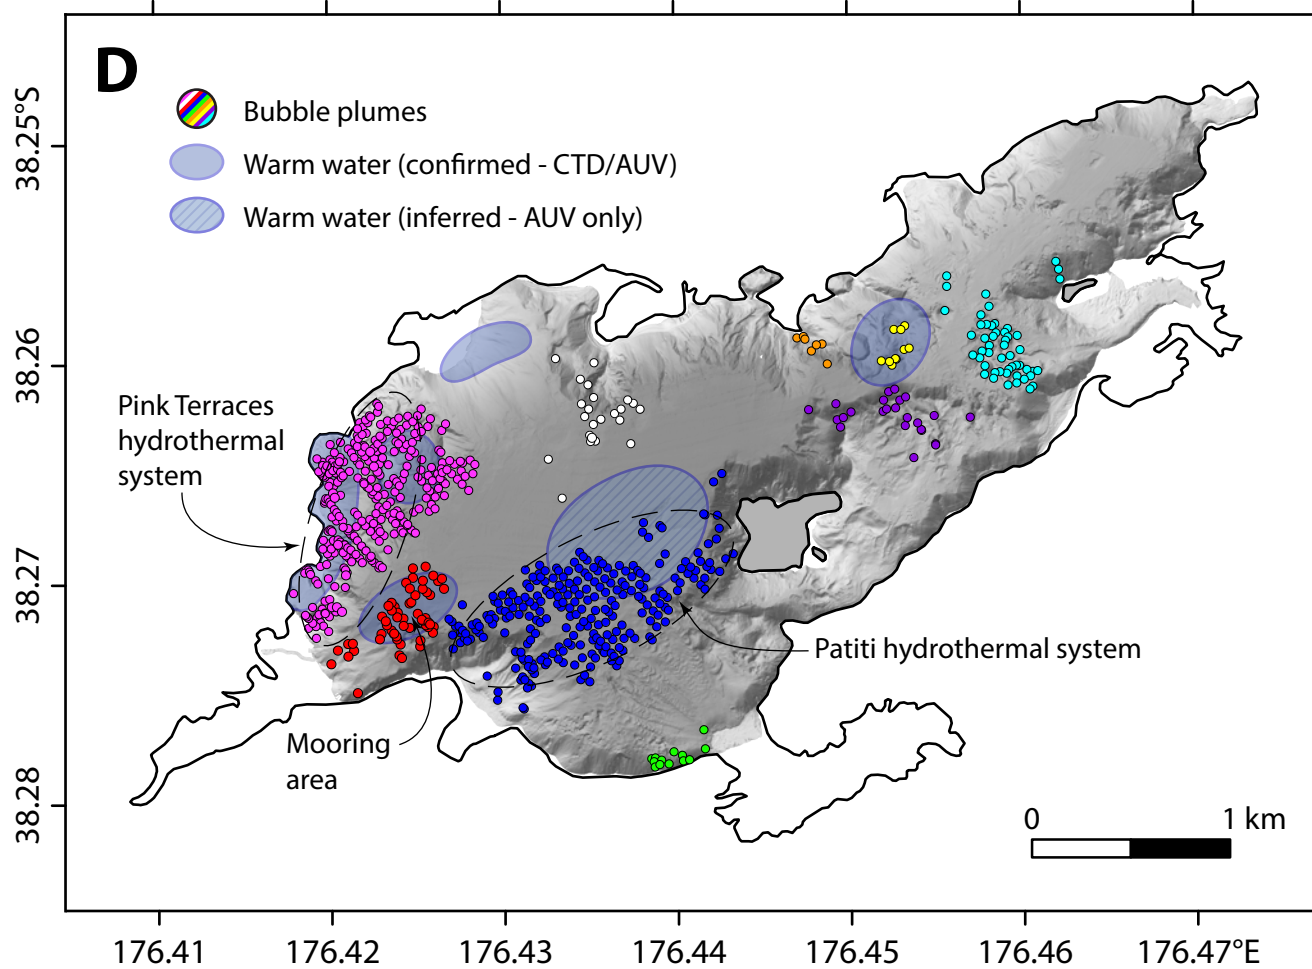 D
Bubble plumes
Warm water (confirmed - CTD/AUV)
Warm water (inferred - AUV only)
38.25°S
38.26
38.27
38.28
Pink Terraces
hydrothermal
system
Patiti hydrothermal system
Mooring
area
0 1 km
176.41 176.42 176.43 176.44 176.45 176.46 176.47°E